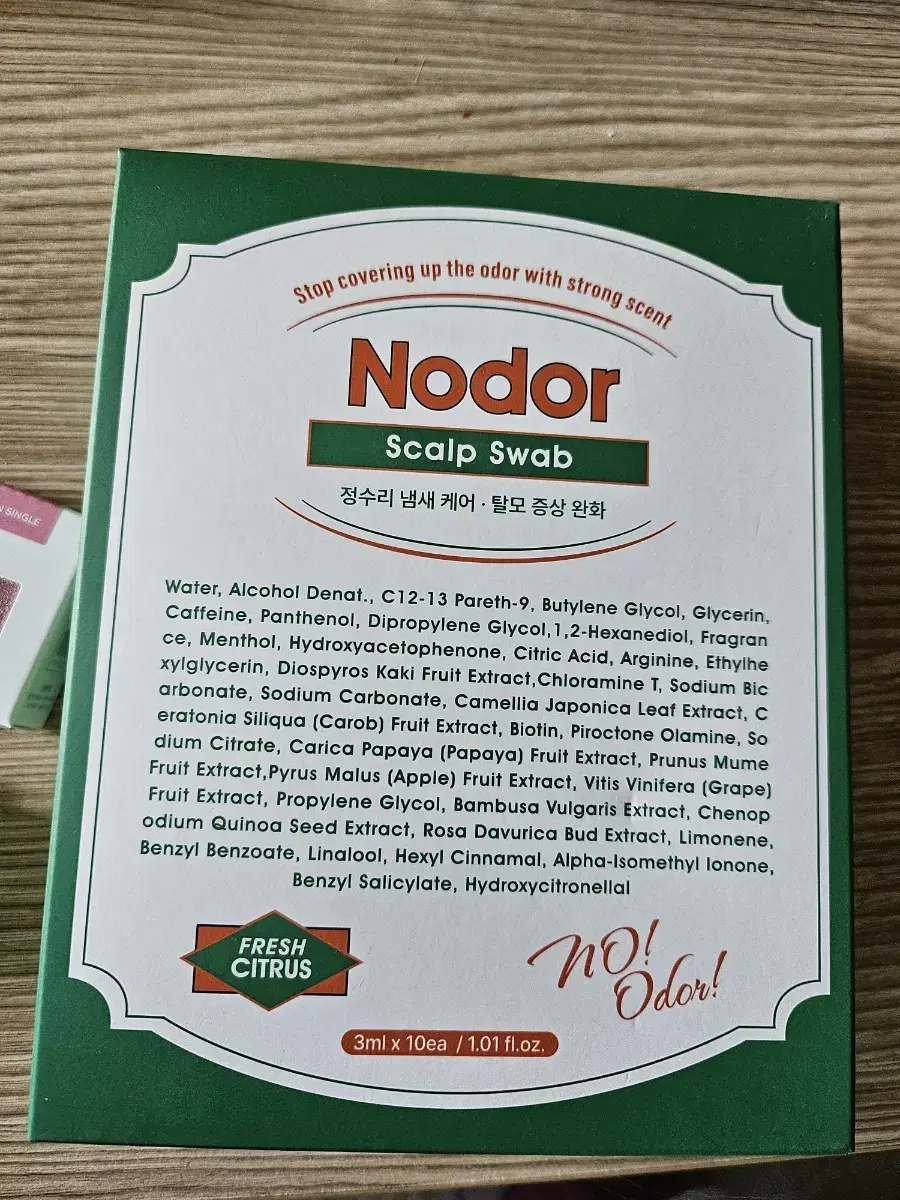 Stop covering up the odor with strong scent
Nodor
Scalp Swab
정수리 냄새 케어 · 탈모 증상 완화
Water, Alcohol Denat., C12-13 Pareth-9, Butylene Glycol, Glycerin,
Caffeine, Panthenol, Dipropylene Glycol,1,2-Hexanediol, Fragran
ce, Menthol, Hydroxyacetophenone, Citric Acid, Arginine, Ethylhe
xylglycerin, Diospyros Kaki Fruit Extract,Chloramine T, Sodium Bic
arbonate, Sodium Carbonate, Camellia Japonica Leaf Extract, C
eratonia Siliqua (Carob) Fruit Extract, Biotin, Piroctone Olamine, So
dium Citrate, Carica Papaya (Papaya) Fruit Extract, Prunus Mume
Fruit Extract,Pyrus Malus (Apple) Fruit Extract, Vitis Vinifera (Grape)
Fruit Extract, Propylene Glycol, Bambusa Vulgaris Extract, Chenop
odium Quinoa Seed Extract, Rosa Davurica Bud Extract, Limonene,
Benzyl Benzoate, Linalool, Hexyl Cinnamal, Alpha-Isomethyl Ionone,
Benzyl Salicylate, Hydroxycitronellal
FRESH
CITRUS
NO!
Odor!
3ml x 10ea / 1.01 fl.oz.
SINGLE